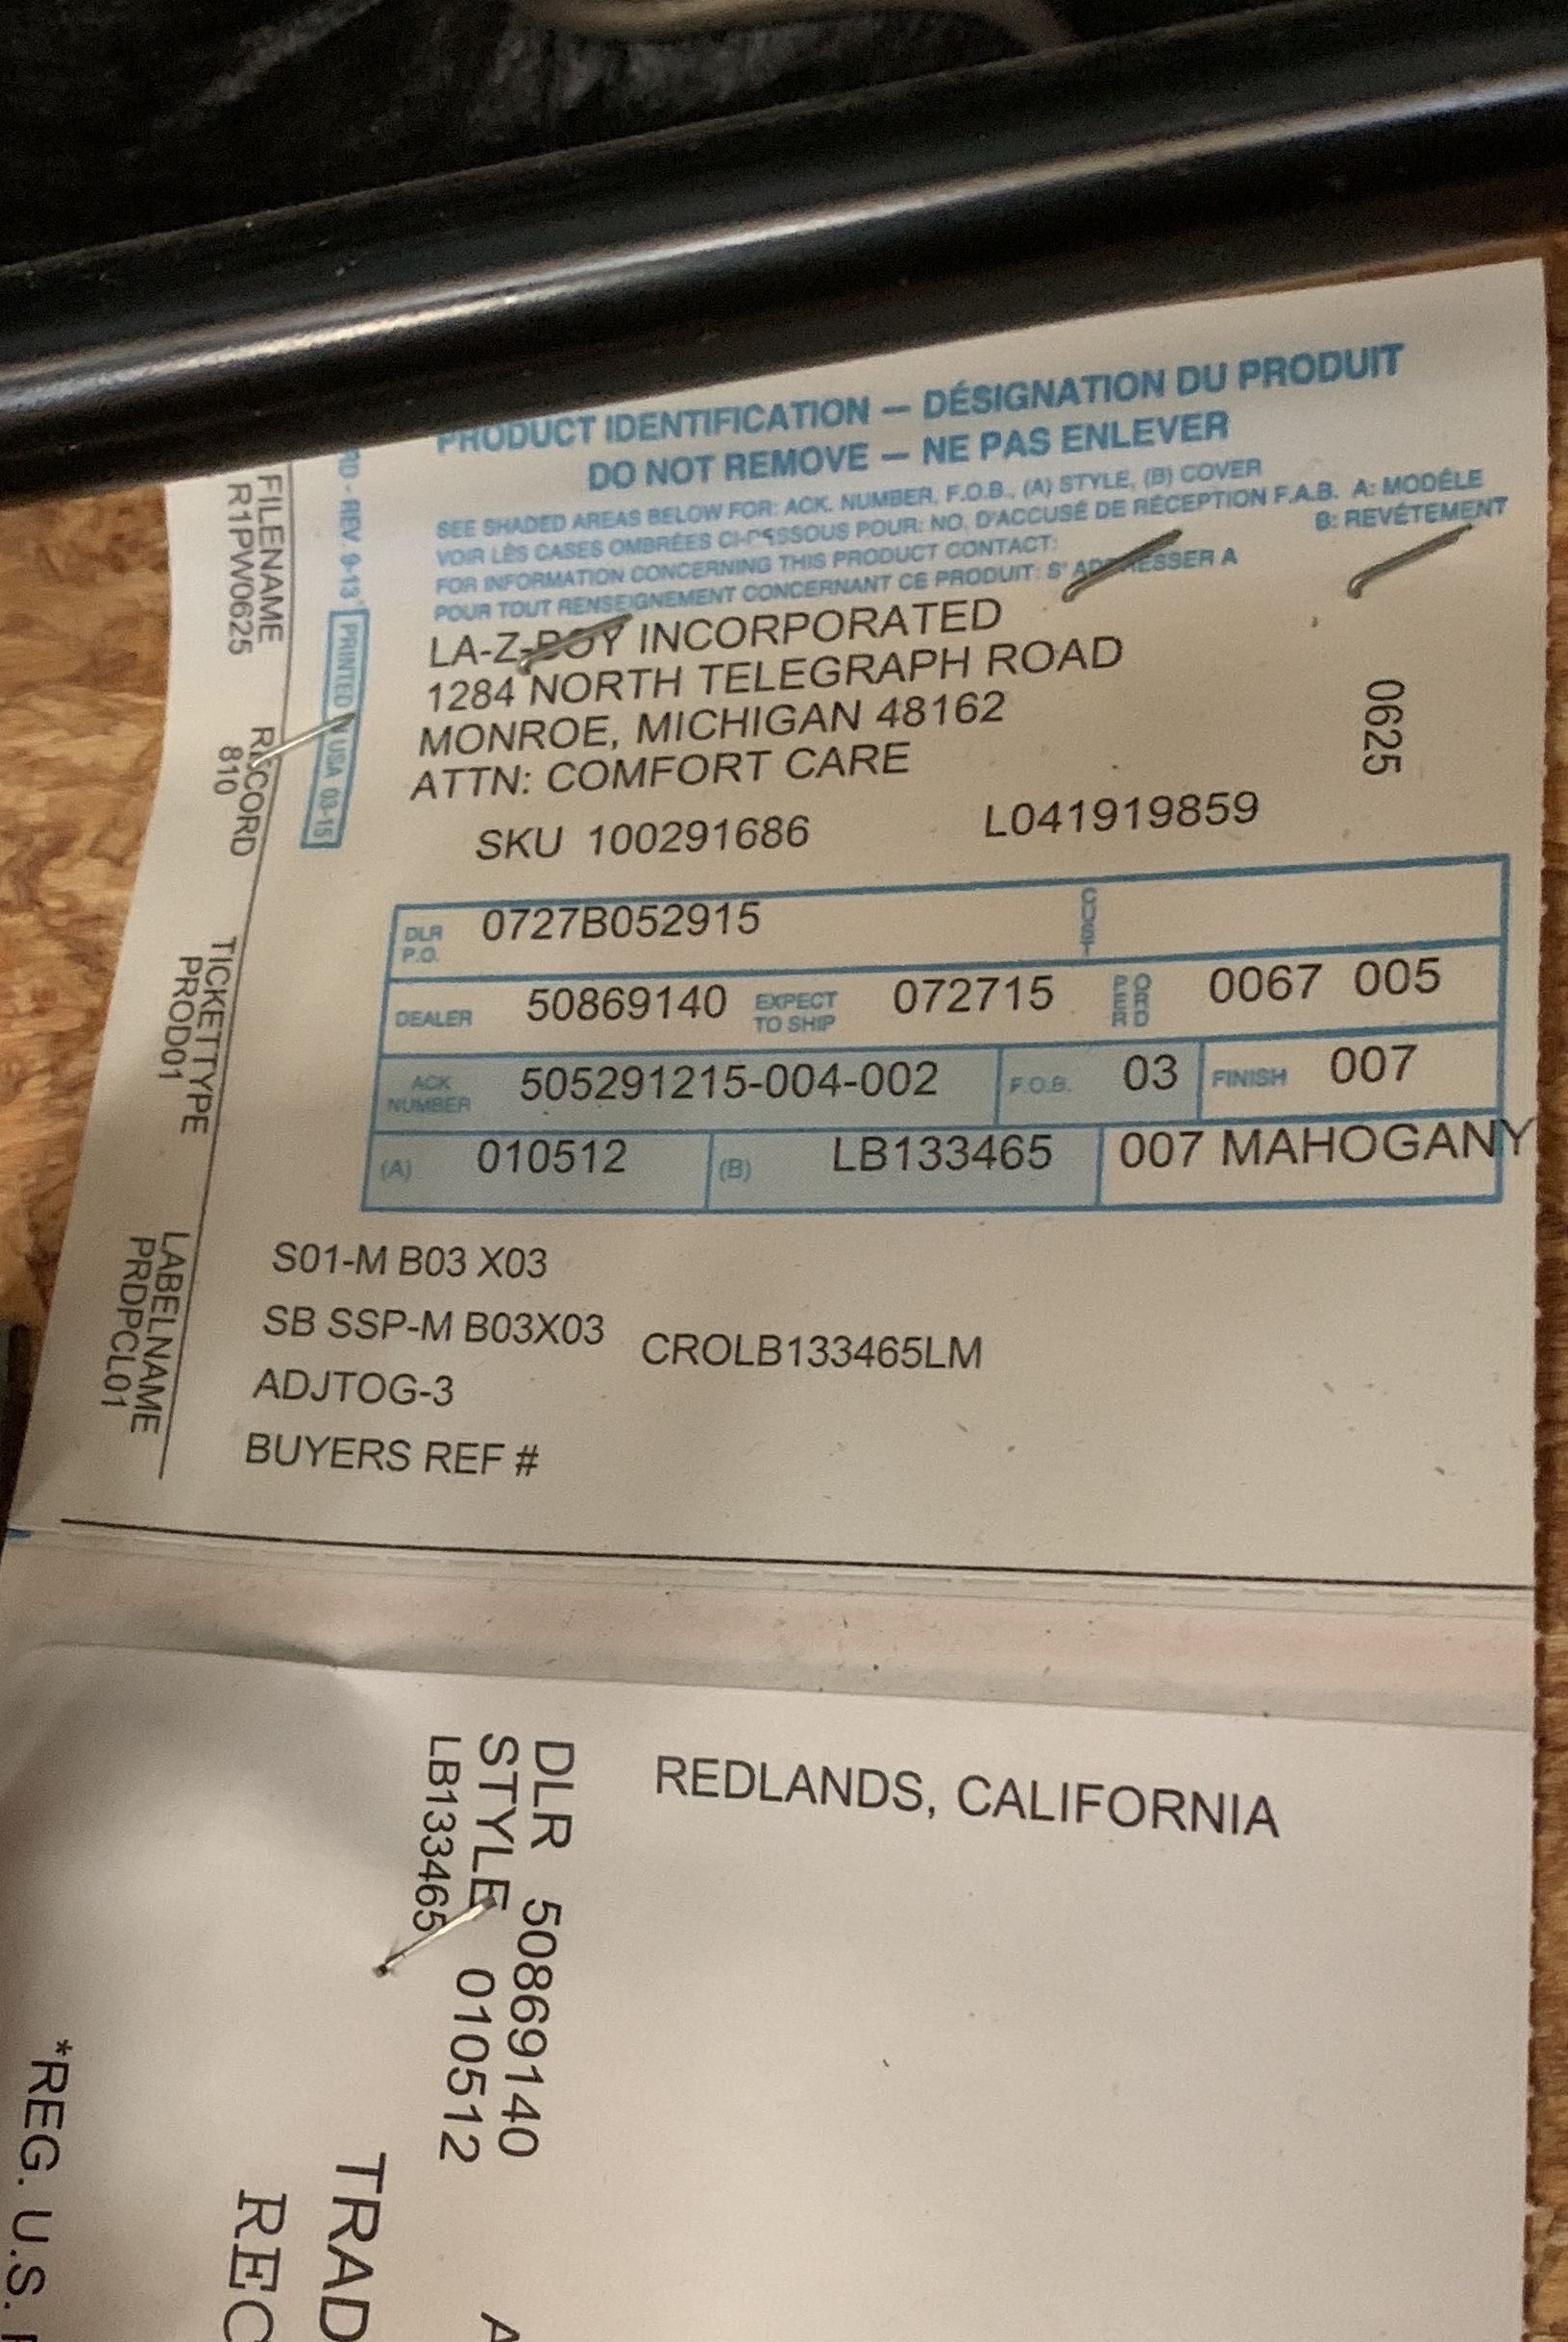 PRODUCT IDENTIFICATION – DÉSIGNATION DU PRODUIT
DO NOT REMOVE – NE PAS ENLEVER
SEE SHADED AREAS BELOW FOR: ACK. NUMBER, F.O.B., (A) STYLE, (B) COVER
VOIR LÈS CASES OMBRÉES CI-DESSOUS POUR: NO. D'ACCUSÉ DE RÉCEPTION F.A.B. A: MODÉLE
B: REVÉTEMENT
FOR INFORMATION CONCERNING THIS PRODUCT CONTACT:
POUR TOUT RENSEIGNEMENT CONCERNANT CE PRODUIT: S' ADRESSER A
LA-Z-BOY INCORPORATED
1284 NORTH TELEGRAPH ROAD
MONROE, MICHIGAN 48162
ATTN: COMFORT CARE
0625
SKU 100291686 L041919859
DLR P.O. 0727B052915 CUST
DEALER 50869140 EXPECT TO SHIP 072715 PER ORD 0067 005
ACK NUMBER 505291215-004-002 F.O.B. 03 FINISH 007
(A) 010512 (B) LB133465 007 MAHOGANY
S01-M B03 X03
SB SSP-M B03X03 CROLB133465LM
ADJTOG-3
BUYERS REF #
RD - REV 9-13 PRINTED IN USA 03-15
FILENAME RECORD TICKETTYPE LABELNAME
R1PW0625 810 PROD01 PRDPCL01
REDLANDS, CALIFORNIA
DLR 50869140
STYLE 010512
LB133465
TRAD
REC
*REG. U.S.